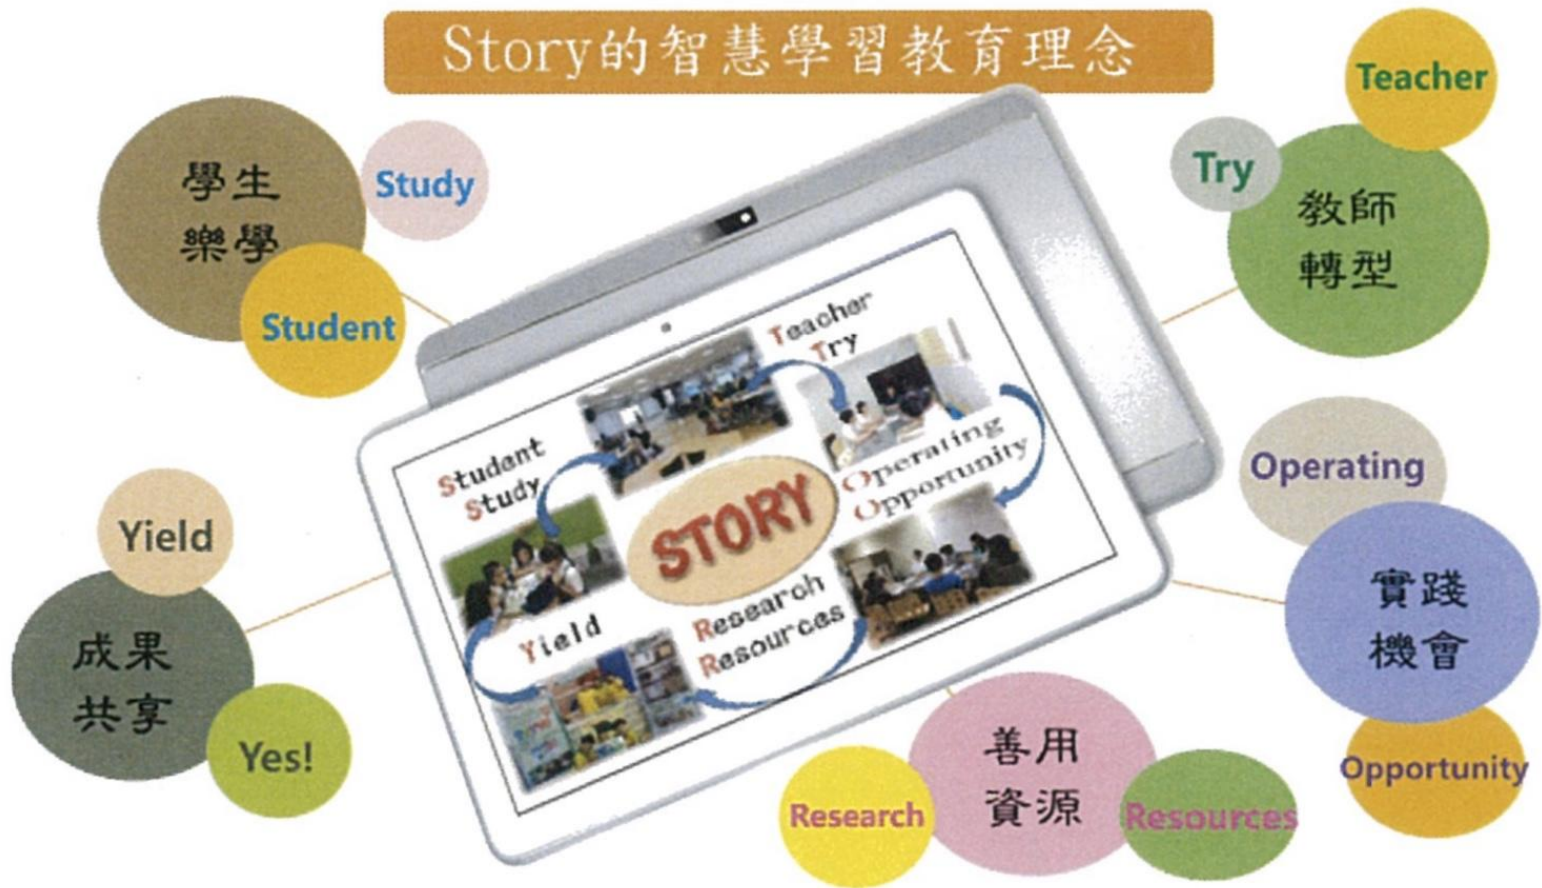 Story的智慧學習教育理念
學生
樂學
Study
Student
Teacher
Try
教師
轉型
Operating
實踐
機會
Opportunity
善用
資源
Research
Resources
Yield
成果
共享
Yes!
Student
Study
Teacher
Try
Operating
Opportunity
Research
Resources
Yield
STORY